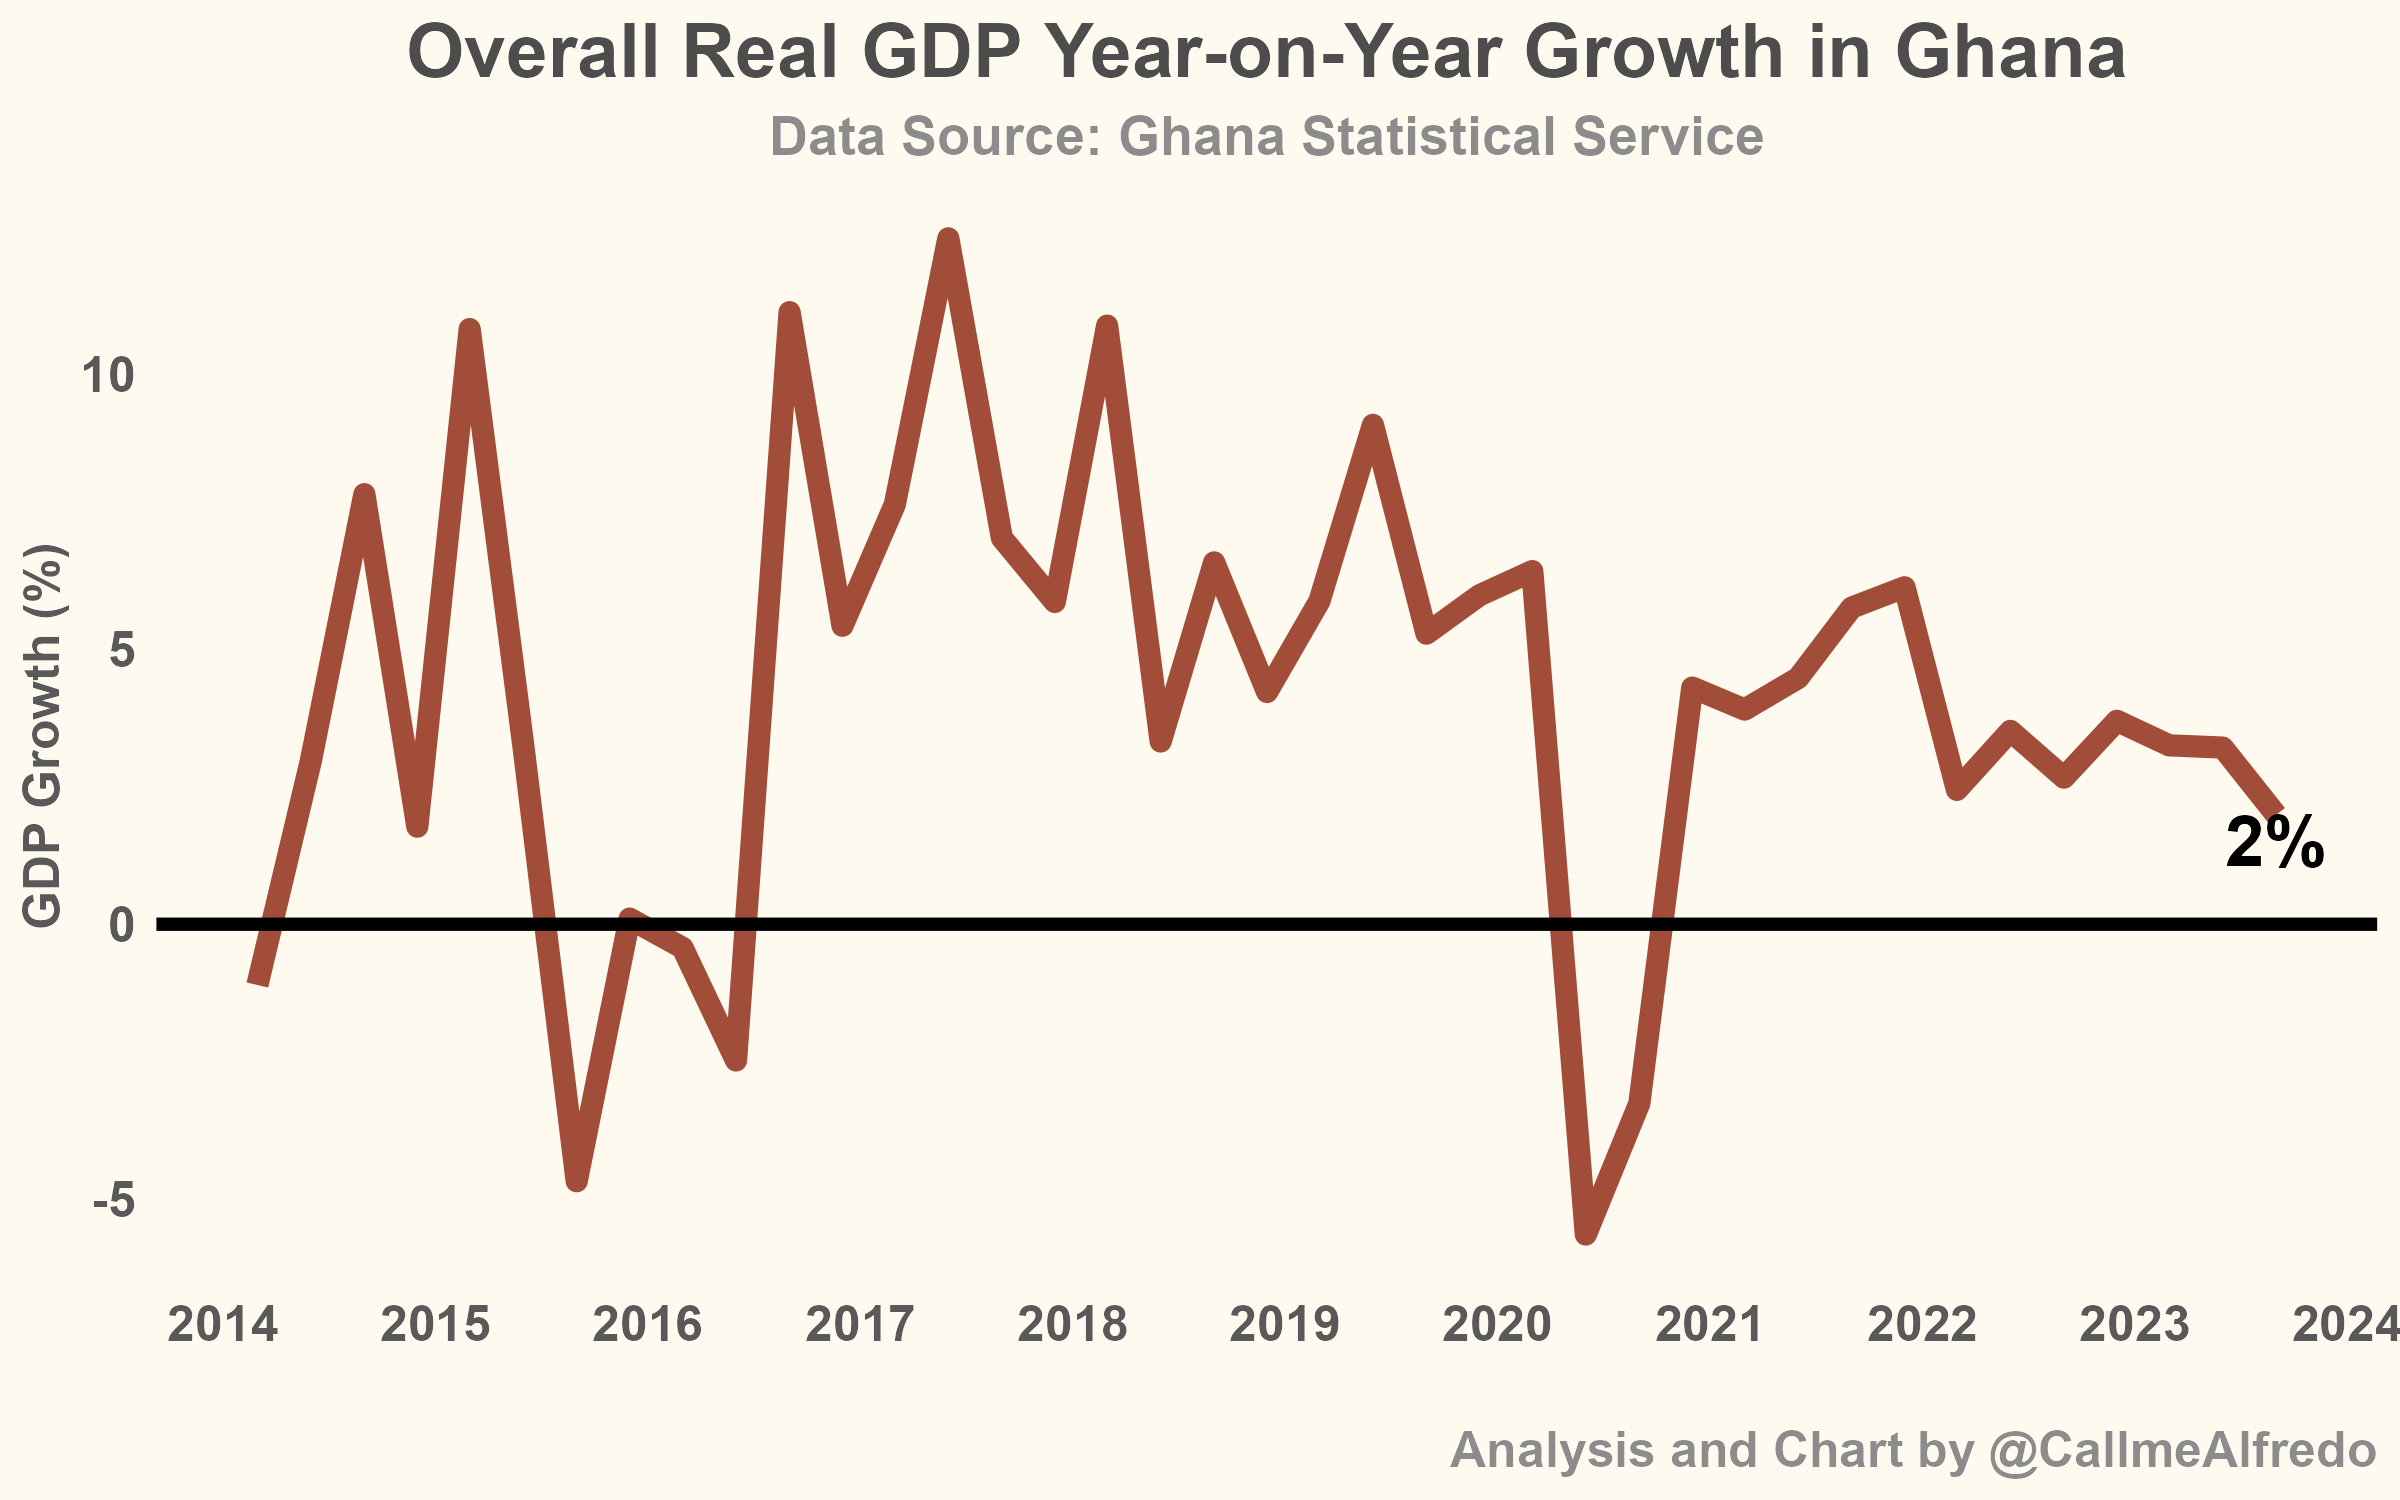 Overall Real GDP Year-on-Year Growth in Ghana
Data Source: Ghana Statistical Service
GDP Growth (%)
10
5
0
-5
2%
2014 2015 2016 2017 2018 2019 2020 2021 2022 2023 2024
Analysis and Chart by @CallmeAlfredo